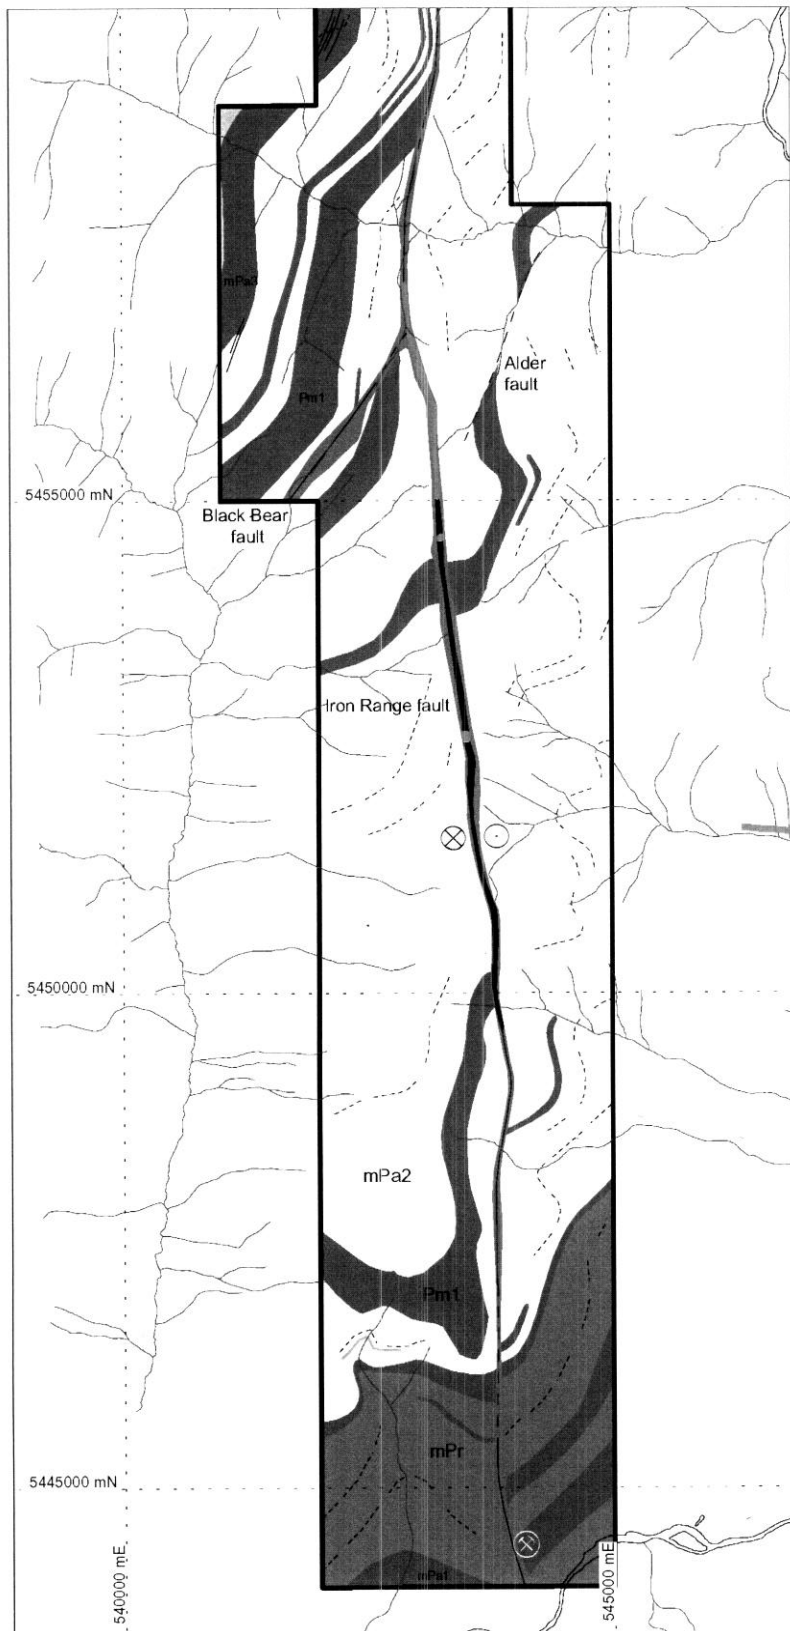 mPa3
Alder
fault
Pm1
5455000 mN
Black Bear
fault
Iron Range fault
5450000 mN
mPa2
Pm1
mPr
5445000 mN
mPa1
540000 mE
545000 mE